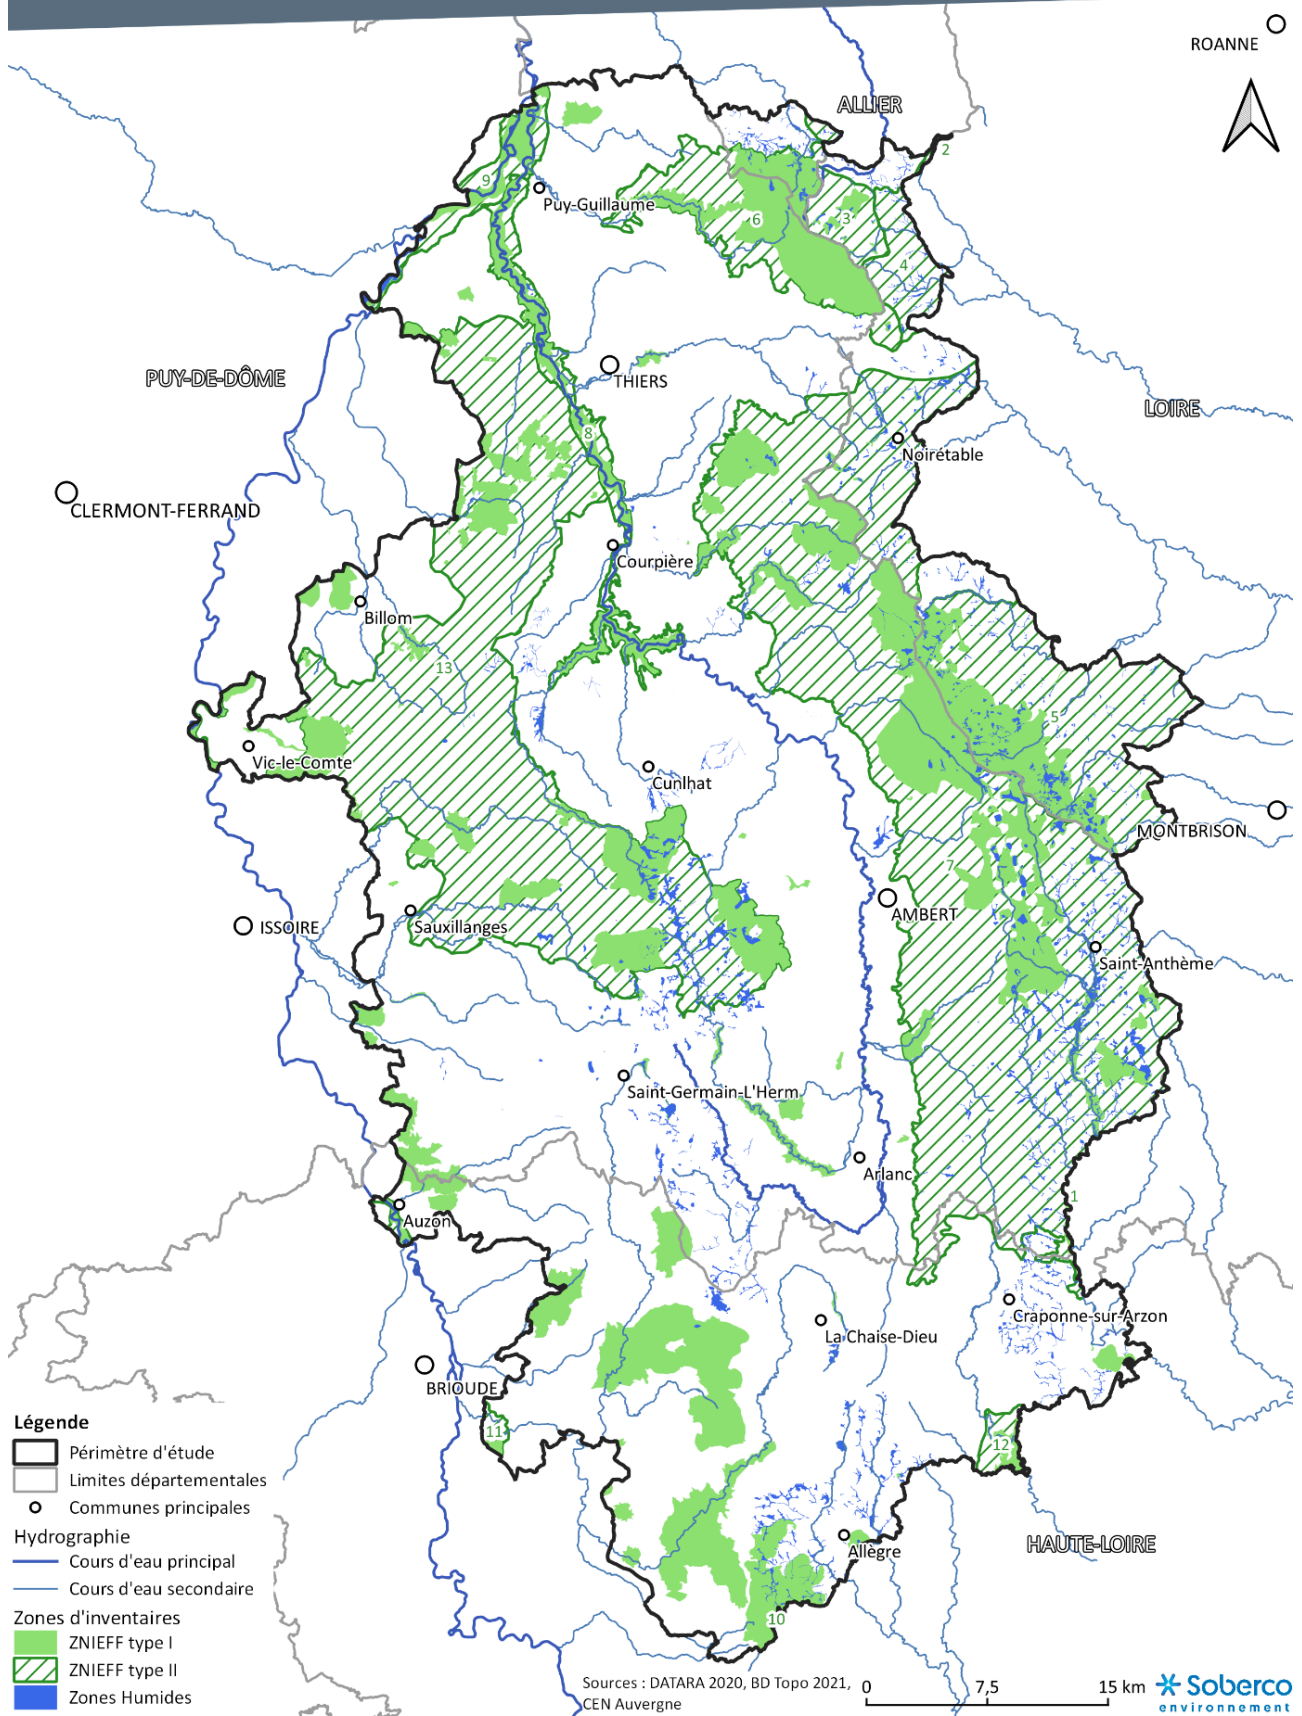 ROANNE
ALLIER
2
9
Puy-Guillaume
6
3
4
PUY-DE-DÔME
THIERS
LOIRE
8
Noirétable
CLERMONT-FERRAND
Courpière
Billom
13
5
Vic-le-Comte
Cunlhat
MONTBRISON
7
AMBERT
ISSOIRE
Sauxillanges
Saint-Anthème
Saint-Germain-L'Herm
Arlanc
1
Auzon
Craponne-sur-Arzon
La Chaise-Dieu
BRIOUDE
11
12
Allègre
HAUTE-LOIRE
10
Légende
Périmètre d'étude
Limites départementales
Communes principales
Hydrographie
Cours d'eau principal
Cours d'eau secondaire
Zones d'inventaires
ZNIEFF type I
ZNIEFF type II
Zones Humides
Sources : DATARA 2020, BD Topo 2021,
CEN Auvergne
0 7,5 15 km
Soberco
environnement